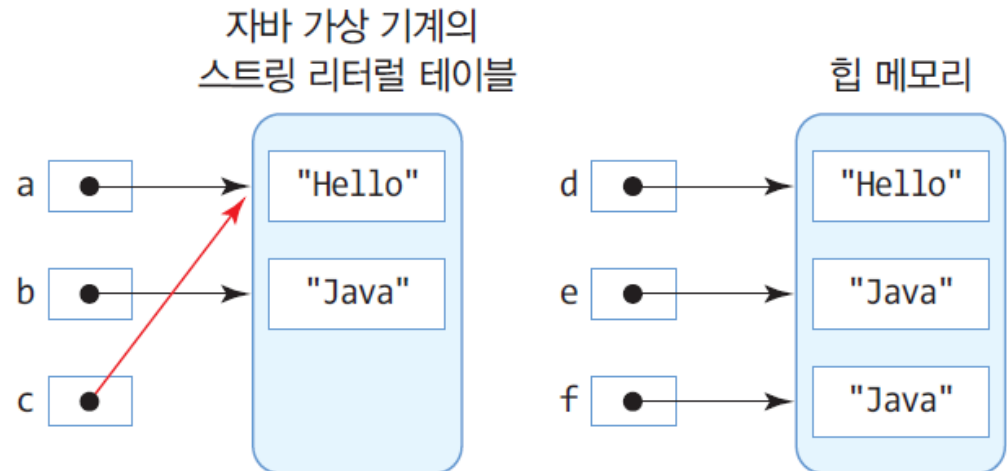 자바 가상 기계의
스트링 리터럴 테이블
a
"Hello"
b
"Java"
c
힙 메모리
d
"Hello"
e
"Java"
f
"Java"